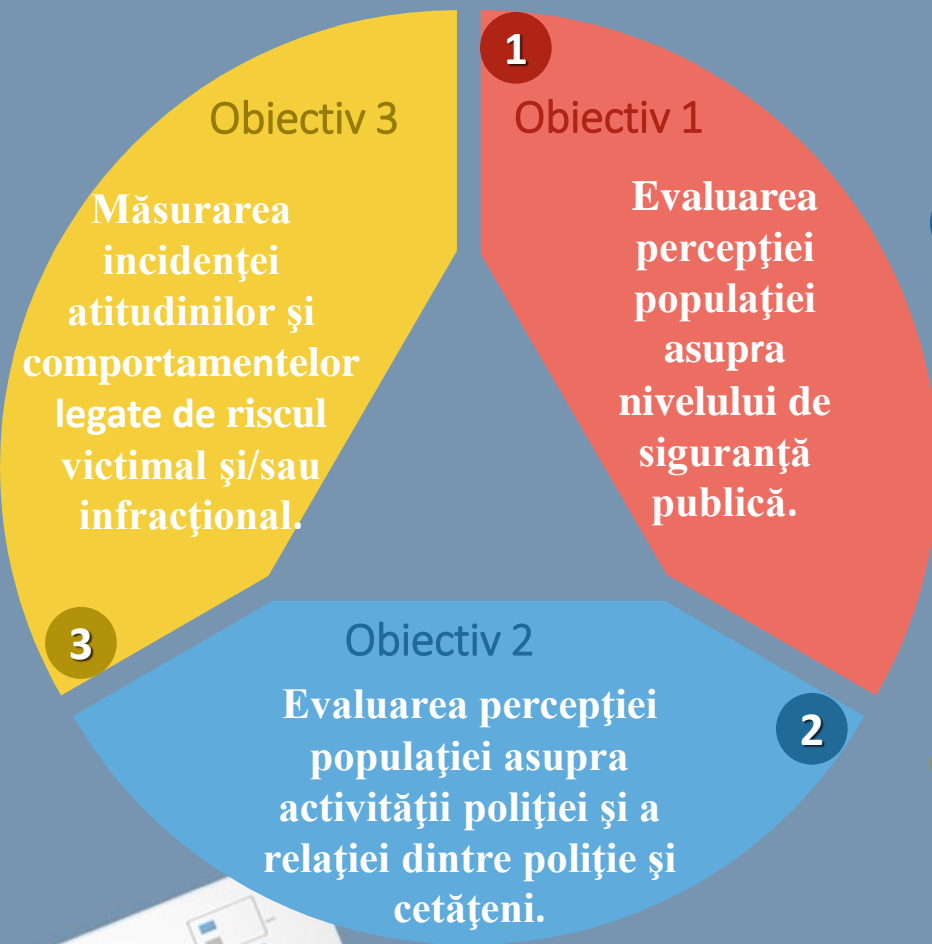 1
Obiectiv 1
Evaluarea
percepţiei
populaţiei
asupra
nivelului de
siguranţă
publică.
Obiectiv 2
2
Evaluarea percepţiei
populaţiei asupra
activităţii poliţiei şi a
relaţiei dintre poliţie şi
cetăţeni.
Obiectiv 3
Măsurarea
incidenţei
atitudinilor şi
comportamentelor
legate de riscul
victimal şi/sau
infracţional.
3